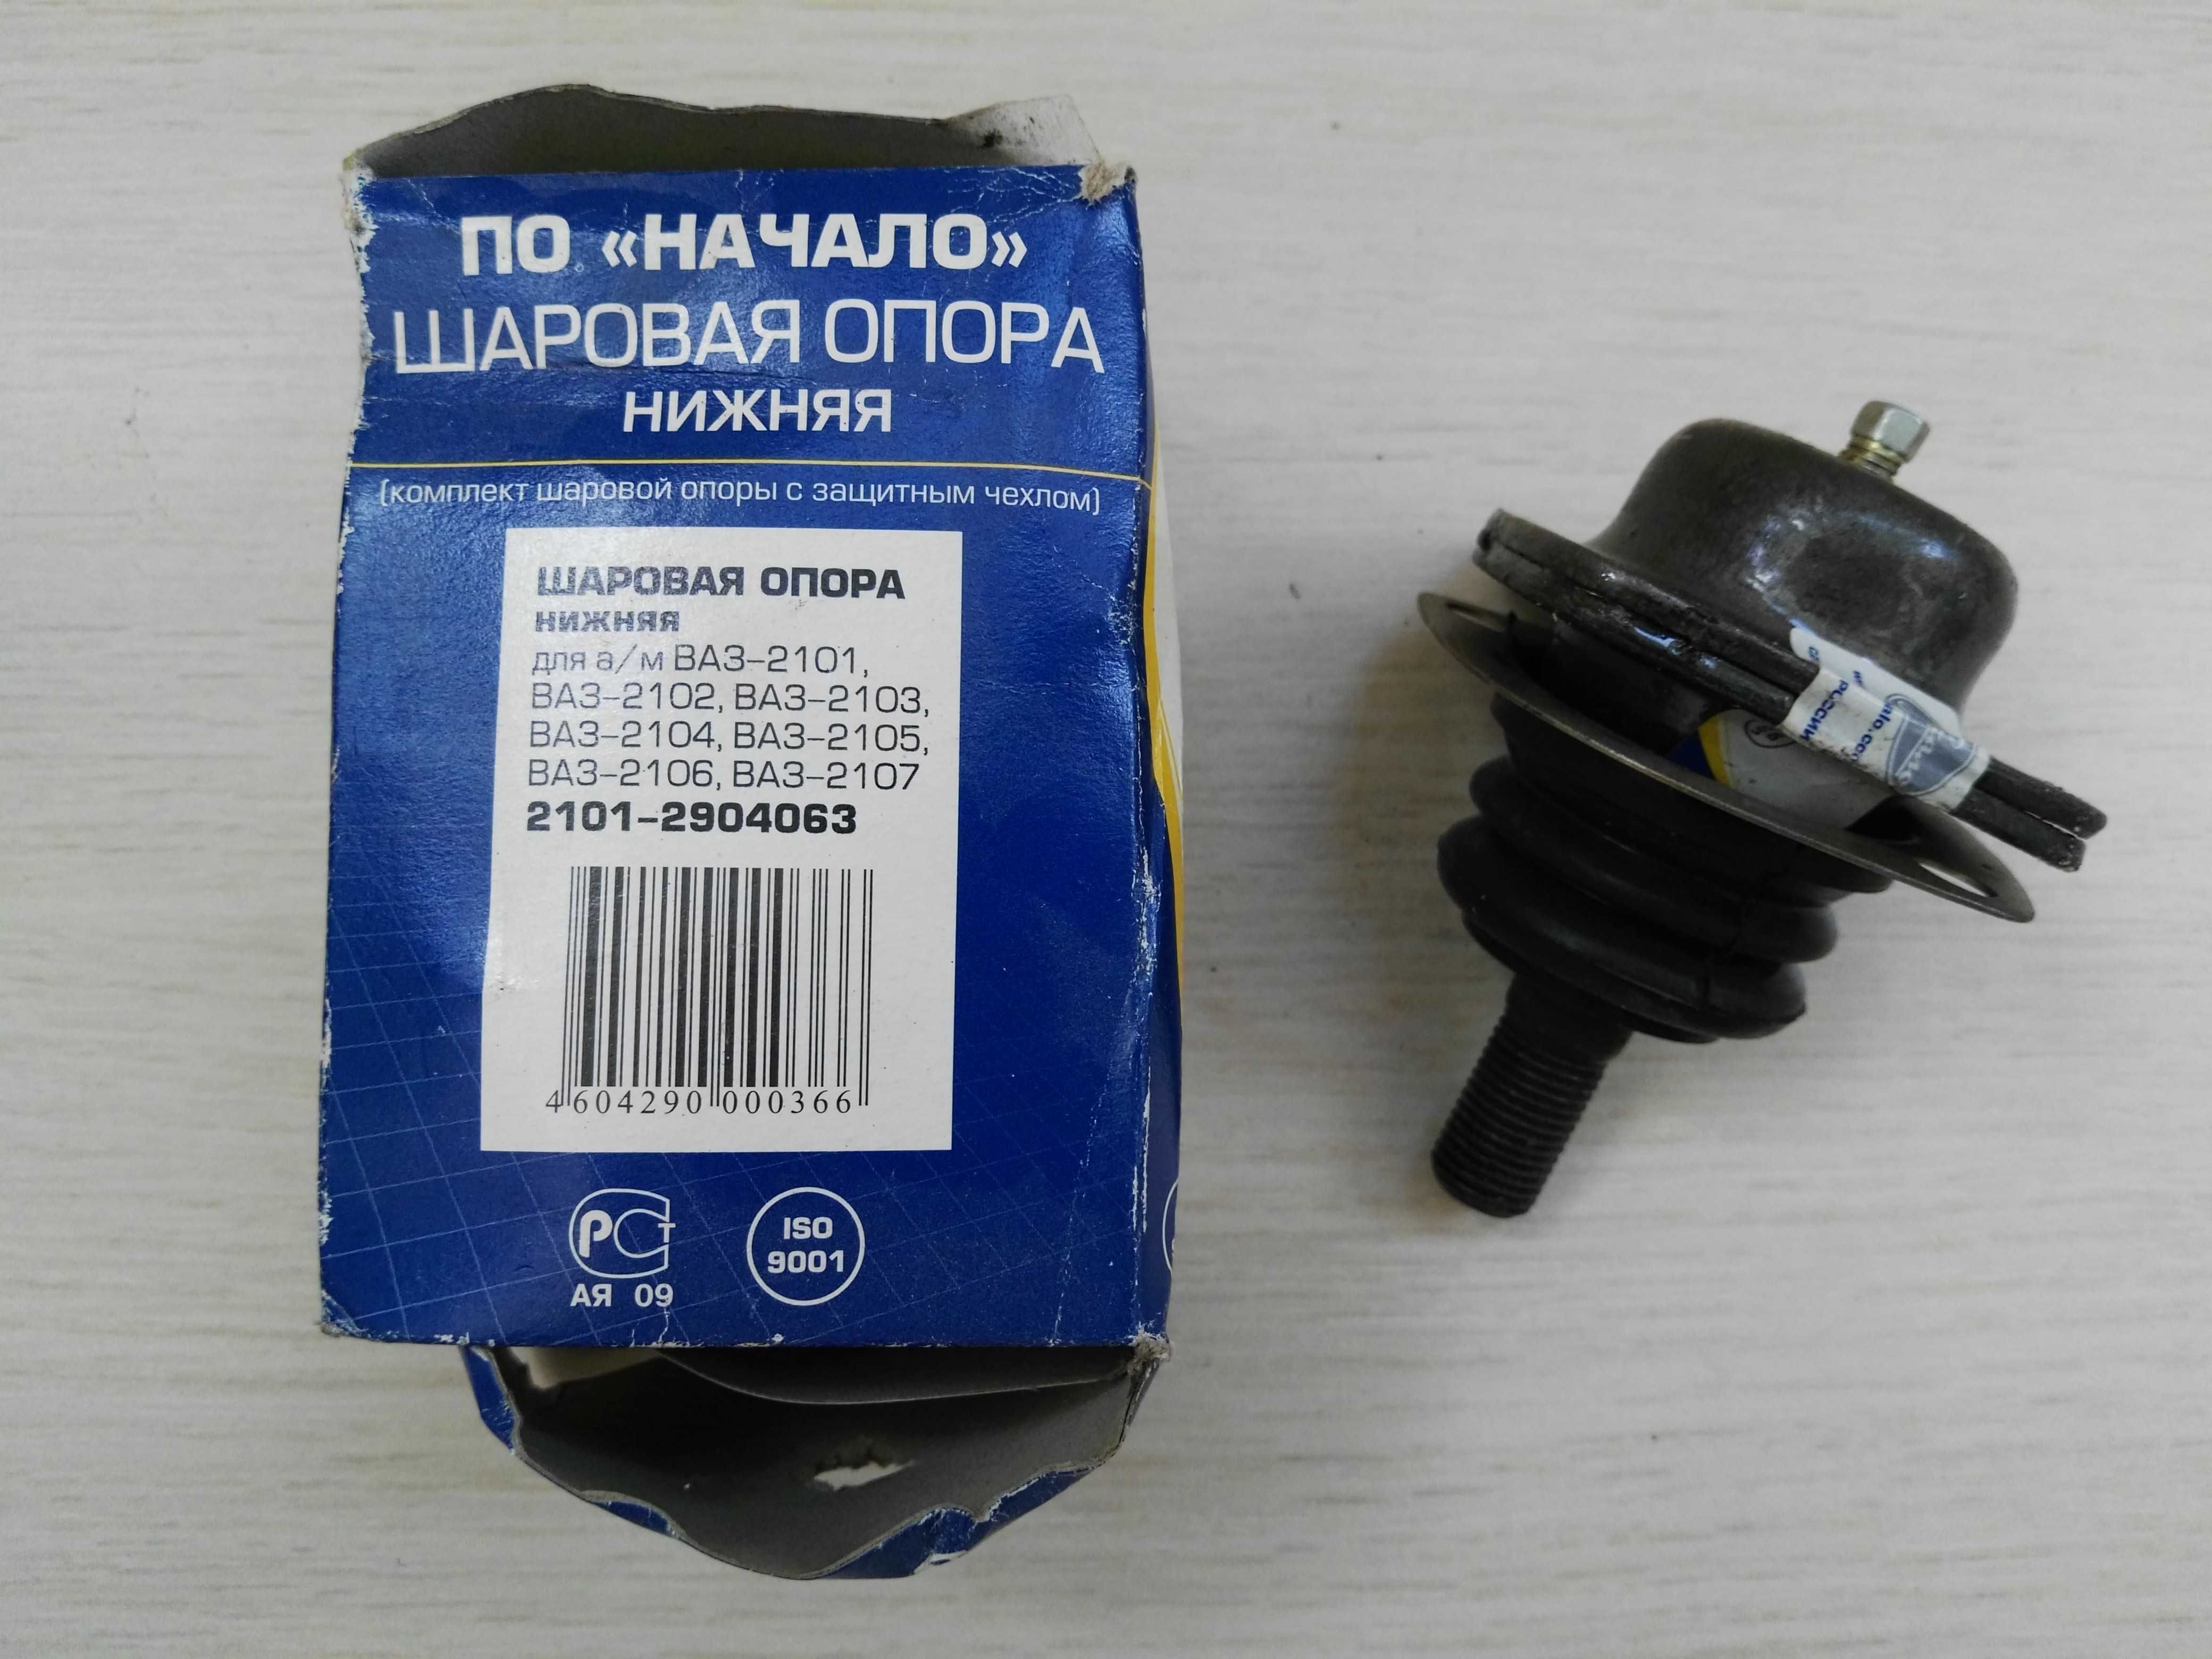 ПО «НАЧАЛО»
ШАРОВАЯ ОПОРА
НИЖНЯЯ
(комплект шаровой опоры с защитным чехлом)
ШАРОВАЯ ОПОРА
НИЖНЯЯ
для а/м ВАЗ-2101,
ВАЗ-2102, ВАЗ-2103,
ВАЗ-2104, ВАЗ-2105,
ВАЗ-2106, ВАЗ-2107
2101-2904063
4 604290 000366
РСТ
АЯ 09
ISO
9001